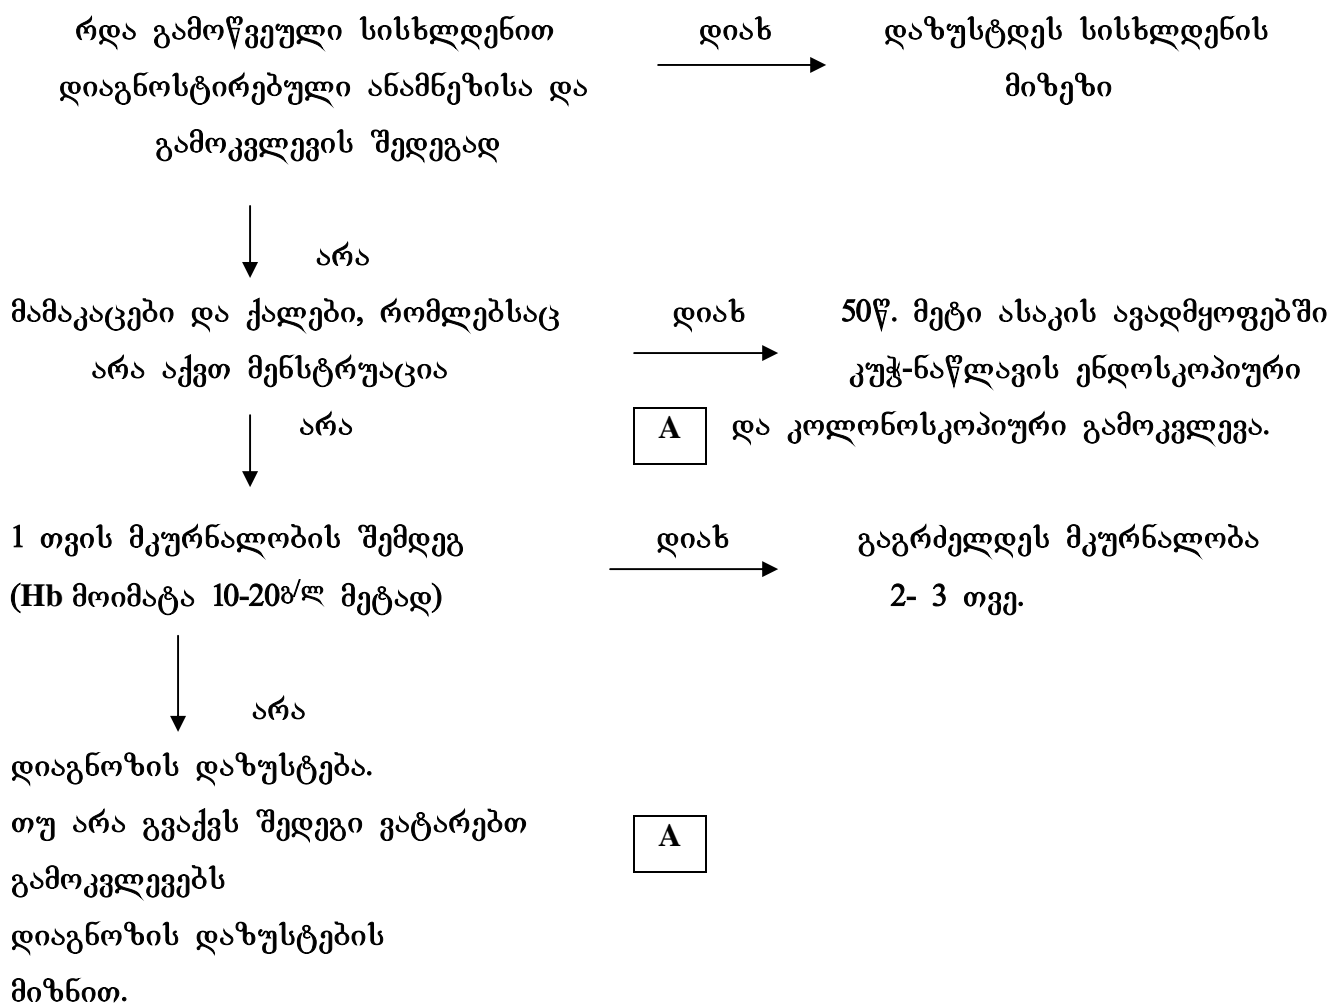 რდა გამოწვეული სისხლდენით
დიაგნოსტირებული ანამნეზისა და
გამოკვლევის შედეგად
დიახ
დაზუსტდეს სისხლდენის
მიზეზი
არა
მამაკაცები და ქალები, რომლებსაც
არა აქვთ მენსტრუაცია
დიახ
50წ. მეტი ასაკის ავადმყოფებში
კუჭ-ნაწლავის ენდოსკოპიური
და კოლონოსკოპიური გამოკვლევა.
A
არა
1 თვის მკურნალობის შემდეგ
(Hb მოიმატა 10-20გ/ლ მეტად)
დიახ
გაგრძელდეს მკურნალობა
2- 3 თვე.
არა
დიაგნოზის დაზუსტება.
თუ არა გვაქვს შედეგი ვატარებთ
გამოკვლევებს
დიაგნოზის დაზუსტების
მიზნით.
A